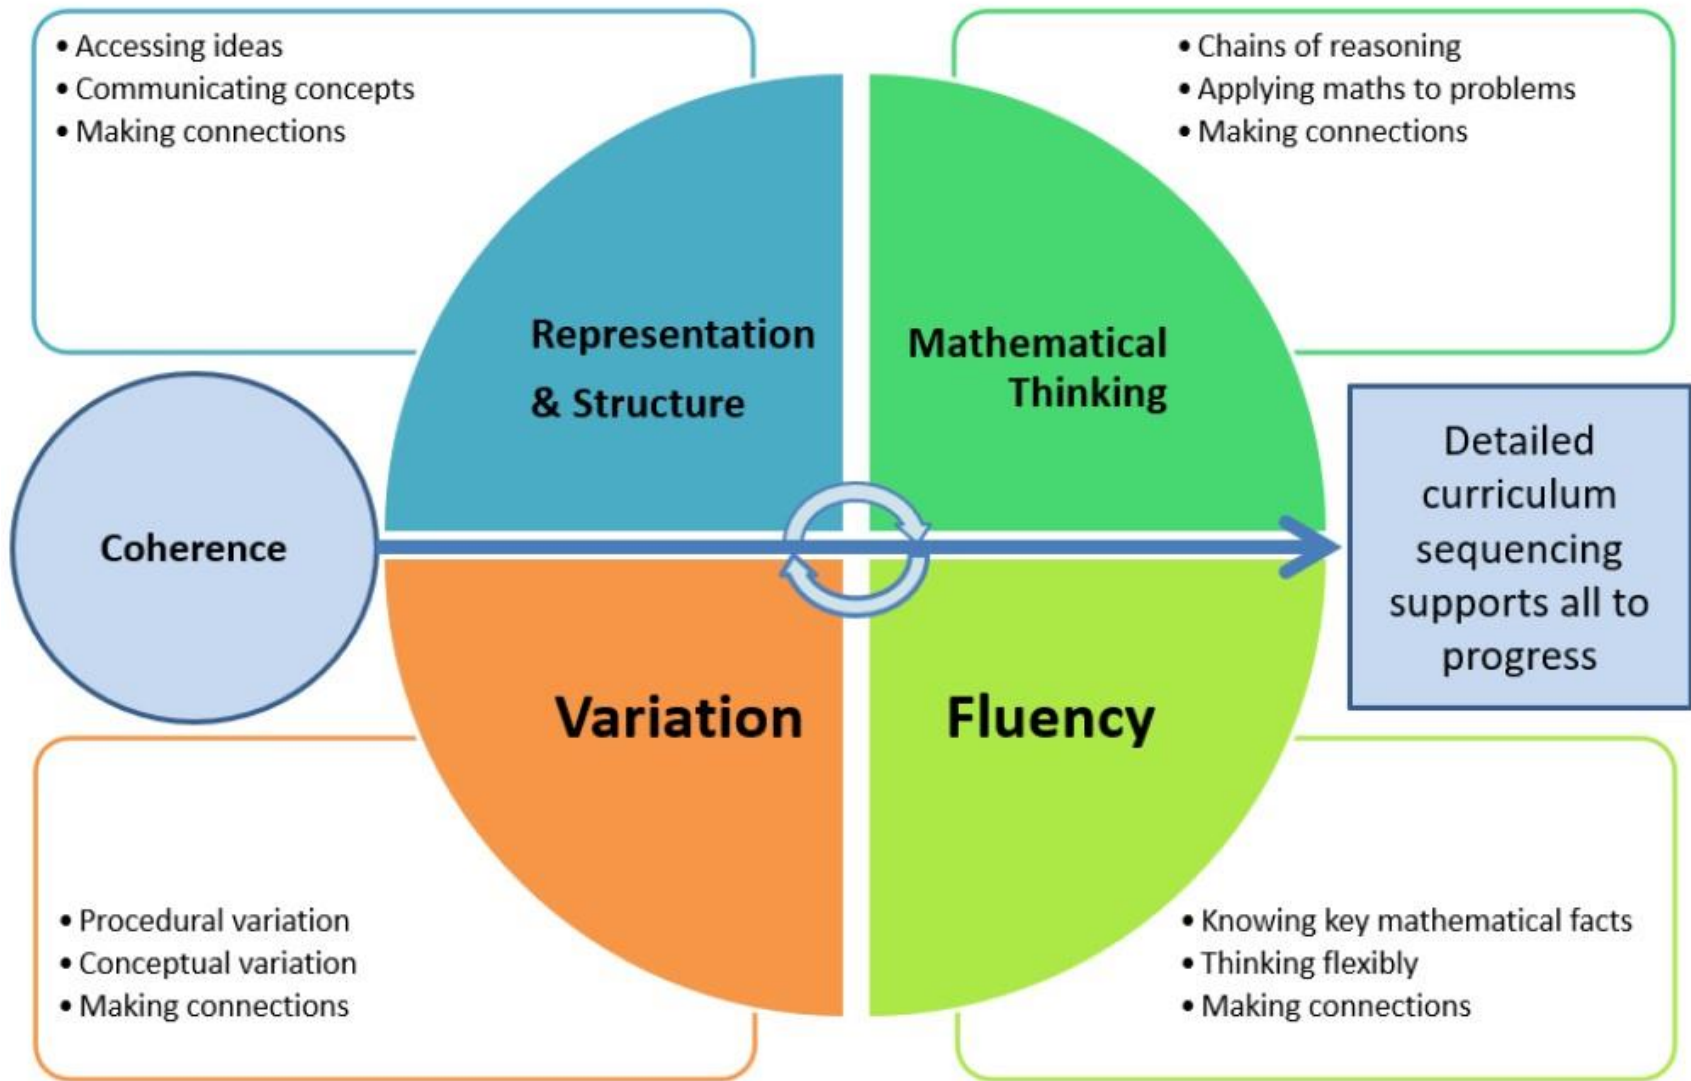 • Accessing ideas
• Communicating concepts
• Making connections
• Chains of reasoning
• Applying maths to problems
• Making connections
Representation
& Structure
Mathematical
Thinking
Coherence
Detailed
curriculum
sequencing
supports all to
progress
Variation
Fluency
• Procedural variation
• Conceptual variation
• Making connections
• Knowing key mathematical facts
• Thinking flexibly
• Making connections